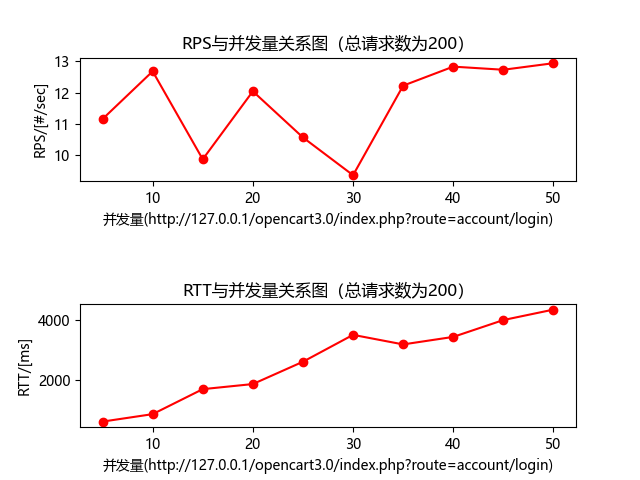 RPS与并发量关系图（总请求数为200）
13
12
11
10
RPS/[#/sec]
10 20 30 40 50
并发量(http://127.0.0.1/opencart3.0/index.php?route=account/login)
RTT与并发量关系图（总请求数为200）
4000
2000
RTT/[ms]
10 20 30 40 50
并发量(http://127.0.0.1/opencart3.0/index.php?route=account/login)